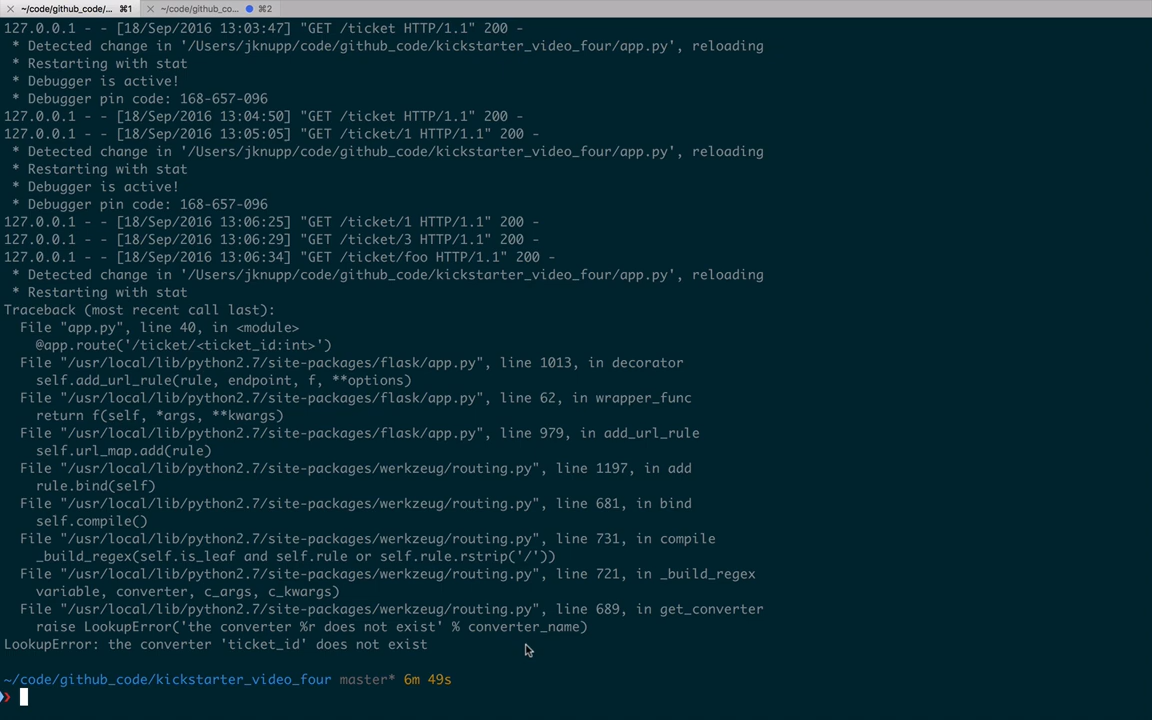 ~/code/github_code/... ⌘1 ~/code/github_co... ⌘2
127.0.0.1 - - [18/Sep/2016 13:03:47] "GET /ticket HTTP/1.1" 200 -
* Detected change in '/Users/jknupp/code/github_code/kickstarter_video_four/app.py', reloading
* Restarting with stat
* Debugger is active!
* Debugger pin code: 168-657-096
127.0.0.1 - - [18/Sep/2016 13:04:50] "GET /ticket HTTP/1.1" 200 -
127.0.0.1 - - [18/Sep/2016 13:05:05] "GET /ticket/1 HTTP/1.1" 200 -
* Detected change in '/Users/jknupp/code/github_code/kickstarter_video_four/app.py', reloading
* Restarting with stat
* Debugger is active!
* Debugger pin code: 168-657-096
127.0.0.1 - - [18/Sep/2016 13:06:25] "GET /ticket/1 HTTP/1.1" 200 -
127.0.0.1 - - [18/Sep/2016 13:06:29] "GET /ticket/3 HTTP/1.1" 200 -
127.0.0.1 - - [18/Sep/2016 13:06:34] "GET /ticket/foo HTTP/1.1" 200 -
* Detected change in '/Users/jknupp/code/github_code/kickstarter_video_four/app.py', reloading
* Restarting with stat
Traceback (most recent call last):
File "app.py", line 40, in <module>
@app.route('/ticket/<ticket_id:int>')
File "/usr/local/lib/python2.7/site-packages/flask/app.py", line 1013, in decorator
self.add_url_rule(rule, endpoint, f, **options)
File "/usr/local/lib/python2.7/site-packages/flask/app.py", line 62, in wrapper_func
return f(self, *args, **kwargs)
File "/usr/local/lib/python2.7/site-packages/flask/app.py", line 979, in add_url_rule
self.url_map.add(rule)
File "/usr/local/lib/python2.7/site-packages/werkzeug/routing.py", line 1197, in add
rule.bind(self)
File "/usr/local/lib/python2.7/site-packages/werkzeug/routing.py", line 681, in bind
self.compile()
File "/usr/local/lib/python2.7/site-packages/werkzeug/routing.py", line 731, in compile
_build_regex(self.is_leaf and self.rule or self.rule.rstrip('/'))
File "/usr/local/lib/python2.7/site-packages/werkzeug/routing.py", line 721, in _build_regex
variable, converter, c_args, c_kwargs)
File "/usr/local/lib/python2.7/site-packages/werkzeug/routing.py", line 689, in get_converter
raise LookupError('the converter %r does not exist' % converter_name)
LookupError: the converter 'ticket_id' does not exist
~/code/github_code/kickstarter_video_four master* 6m 49s
❯